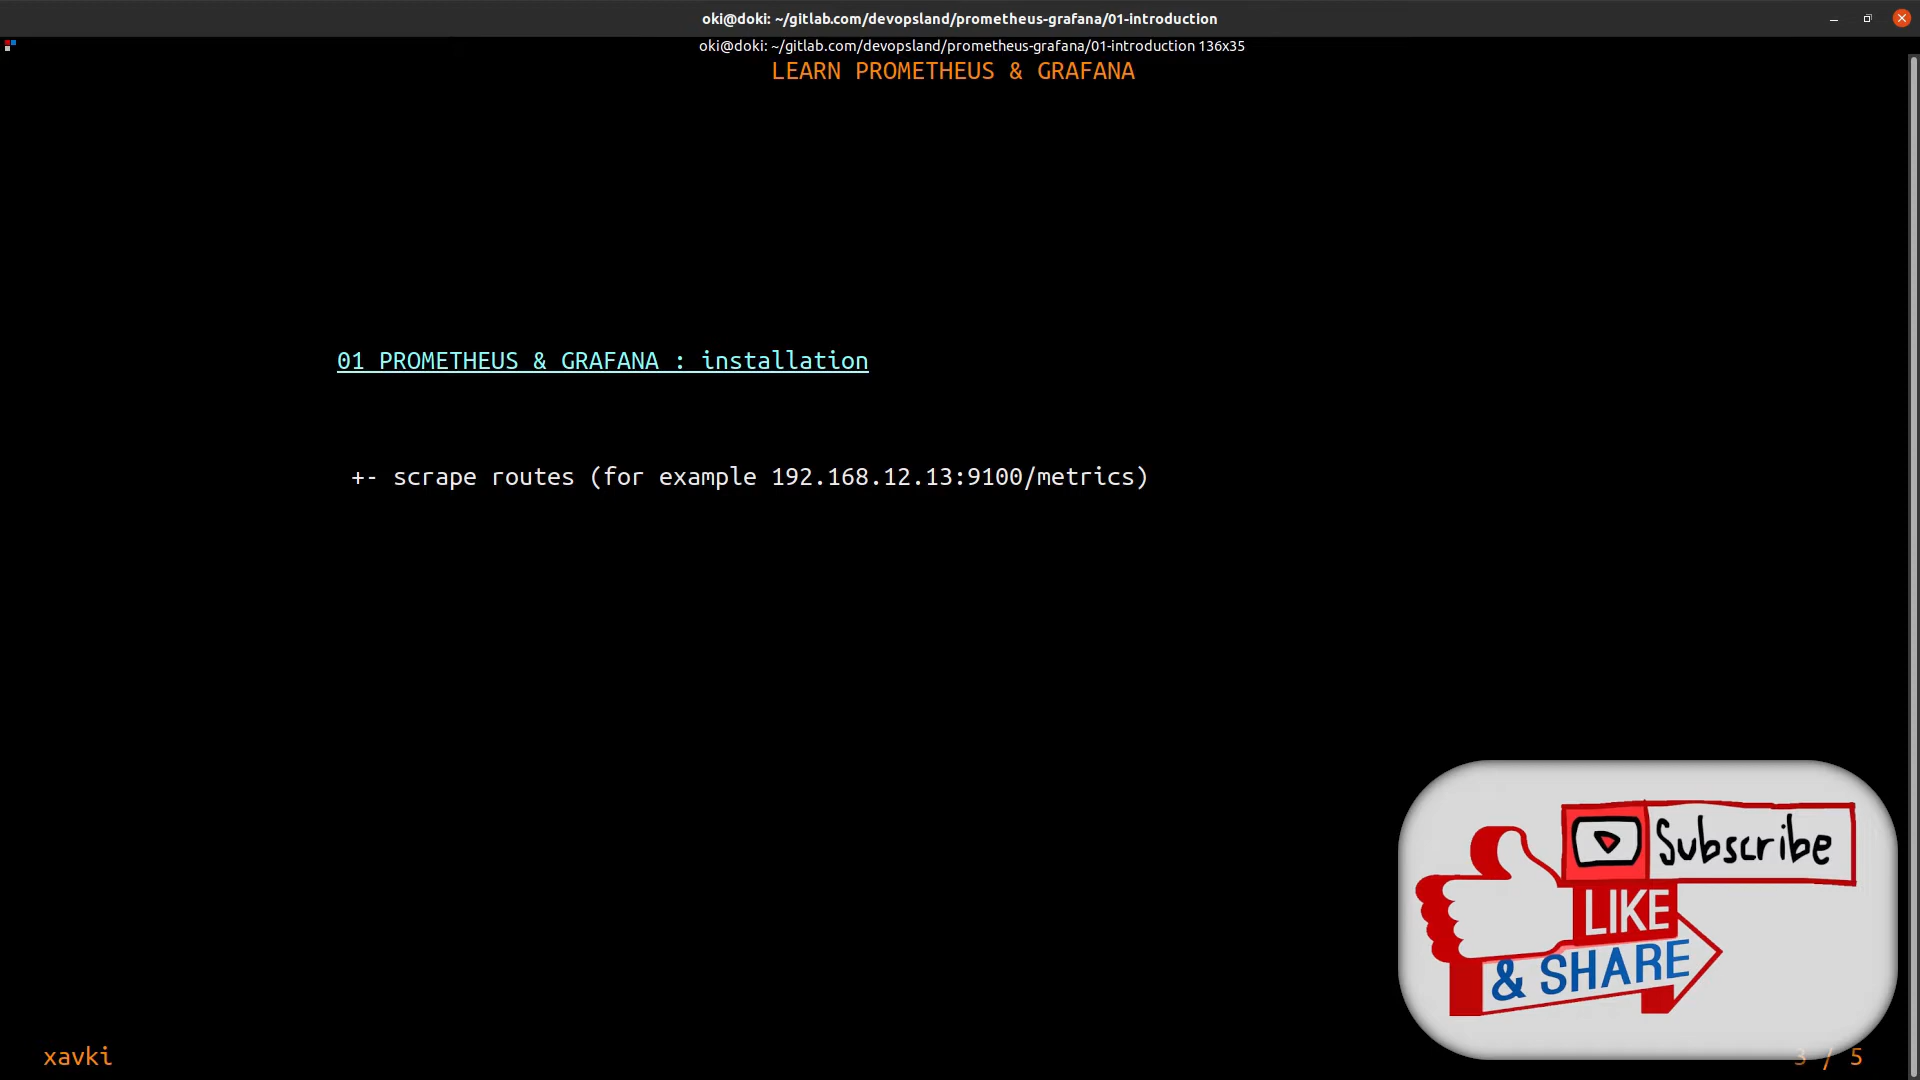 oki@doki: ~/gitlab.com/devopsland/prometheus-grafana/01-introduction
oki@doki: ~/gitlab.com/devopsland/prometheus-grafana/01-introduction 136x35
LEARN PROMETHEUS & GRAFANA
01 PROMETHEUS & GRAFANA : installation
+- scrape routes (for example 192.168.12.13:9100/metrics)
Subscribe
LIKE
& SHARE
xavki
3 / 5